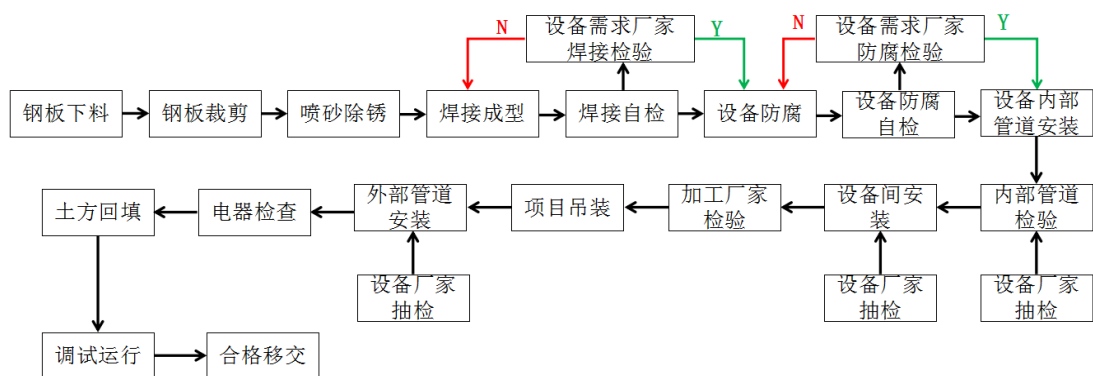 N
设备需求厂家
焊接检验
Y
N
设备需求厂家
防腐检验
Y
钢板下料
钢板裁剪
喷砂除锈
焊接成型
焊接自检
设备防腐
设备防腐
自检
设备内部
管道安装
土方回填
电器检查
外部管道
安装
项目吊装
加工厂家
检验
设备间安
装
内部管道
检验
设备厂家
抽检
设备厂家
抽检
设备厂家
抽检
调试运行
合格移交